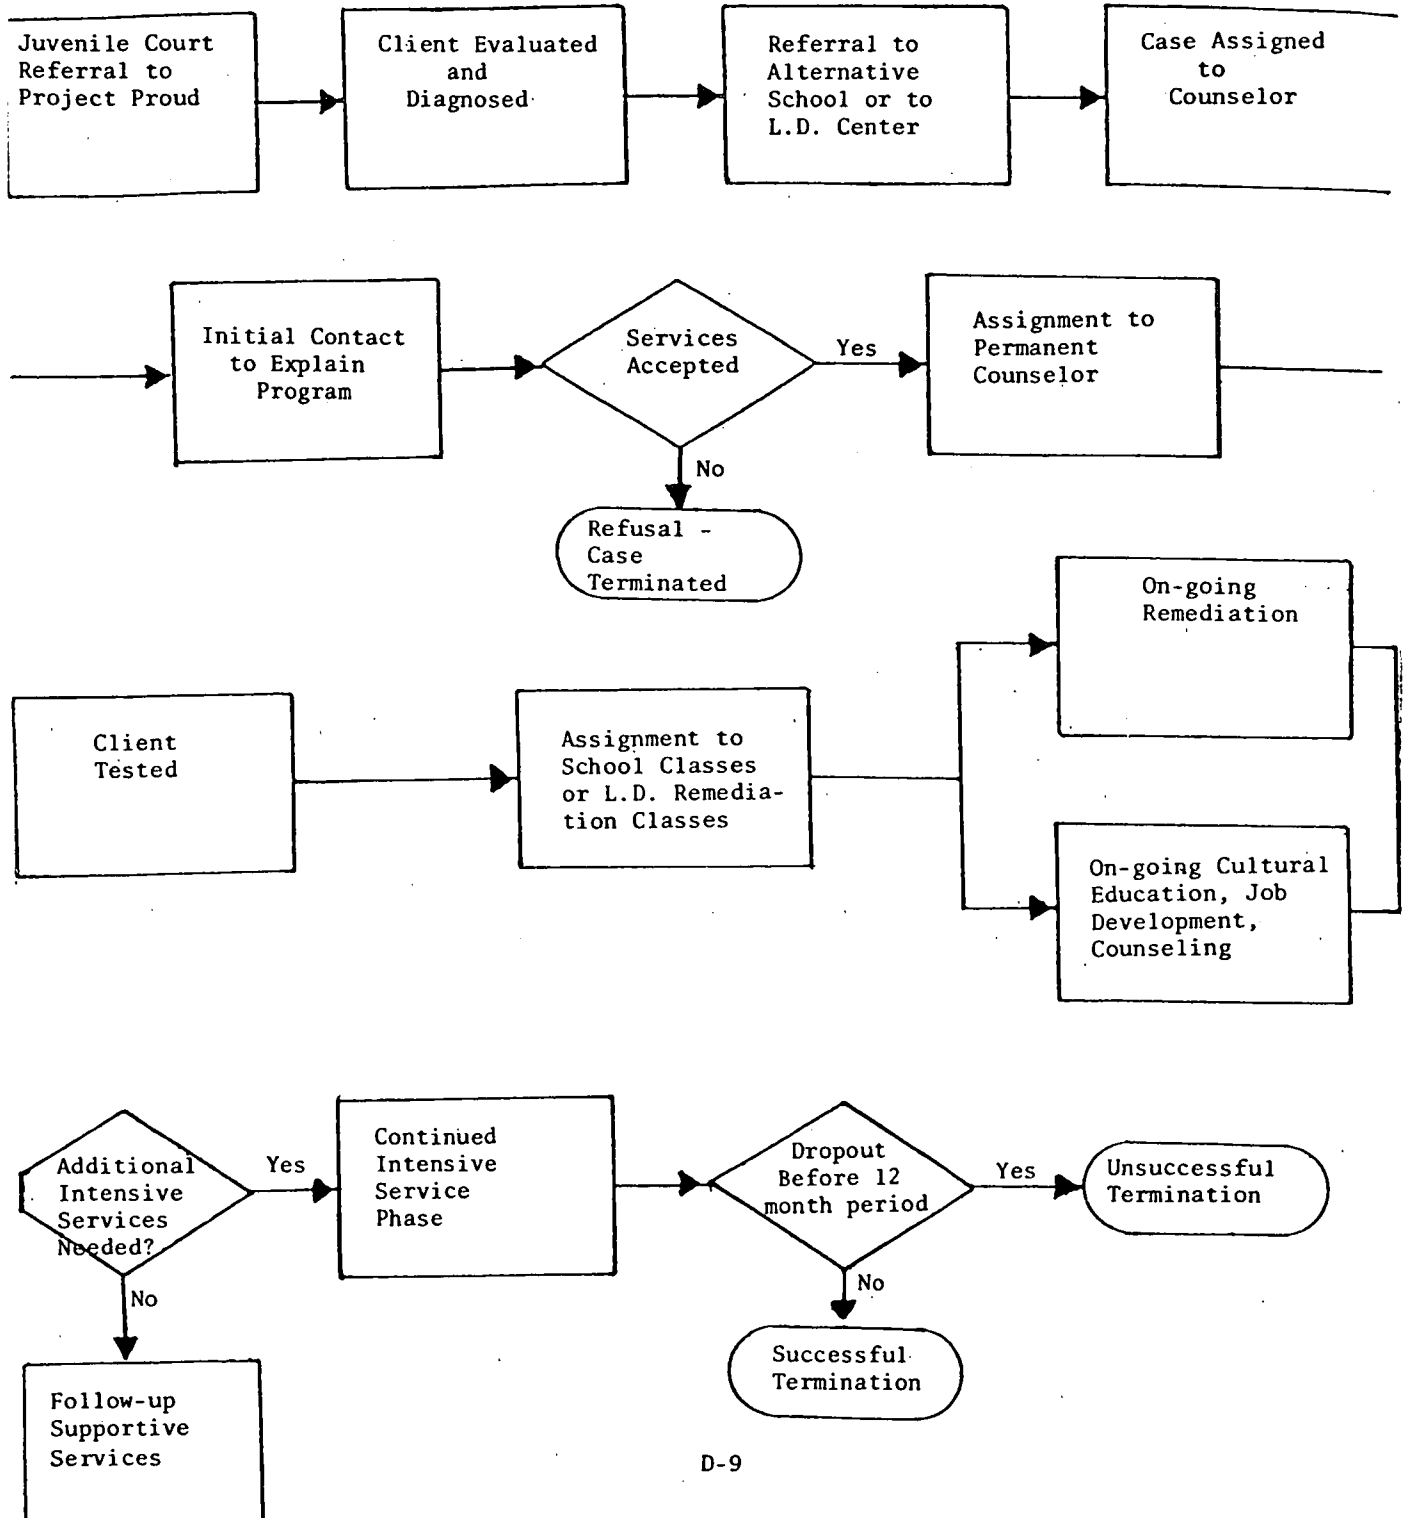 Juvenile Court
Referral to
Project Proud
Client Evaluated
and
Diagnosed
Referral to
Alternative
School or to
L.D. Center
Case Assigned
to
Counselor
Initial Contact
to Explain
Program
Services
Accepted
Yes
No
Refusal -
Case
Terminated
Assignment to
Permanent
Counselor
Client
Tested
Assignment to
School Classes
or L.D. Remedia-
tion Classes
On-going
Remediation
On-going Cultural
Education, Job
Development,
Counseling
Additional
Intensive
Services
Needed?
Yes
No
Follow-up
Supportive
Services
Continued
Intensive
Service
Phase
Dropout
Before 12
month period
Yes
Unsuccessful
Termination
No
Successful
Termination
D-9